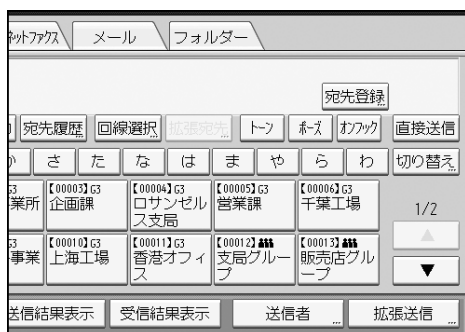 ネットファクス メール フォルダー
宛先登録
宛先履歴 回線選択 拡張宛先 トーン ポーズ オンフック 直接送信
か さ た な は ま や ら わ 切り替え
G3 【00003】G3 【00004】G3 【00005】G3 【00006】G3
業所 企画課 ロサンゼル 営業課 千葉工場 1/2
ス支局
G3 【00010】G3 【00011】G3 【00012】 【00013】
事業 上海工場 香港オフィ 支局グルー 販売店グル
ス プ ープ
送信結果表示 受信結果表示 送信者 拡張送信